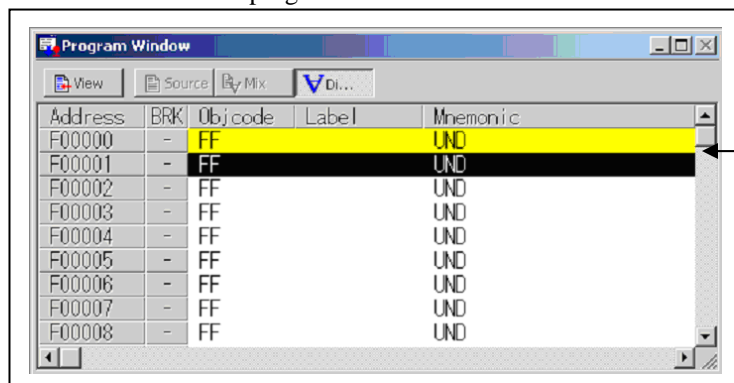 progr
Program Window
View Source Mix Di...
Address BRK Objcode Label Mnemonic
F00000 - FF UND
F00001 - FF UND
F00002 - FF UND
F00003 - FF UND
F00004 - FF UND
F00005 - FF UND
F00006 - FF UND
F00007 - FF UND
F00008 - FF UND